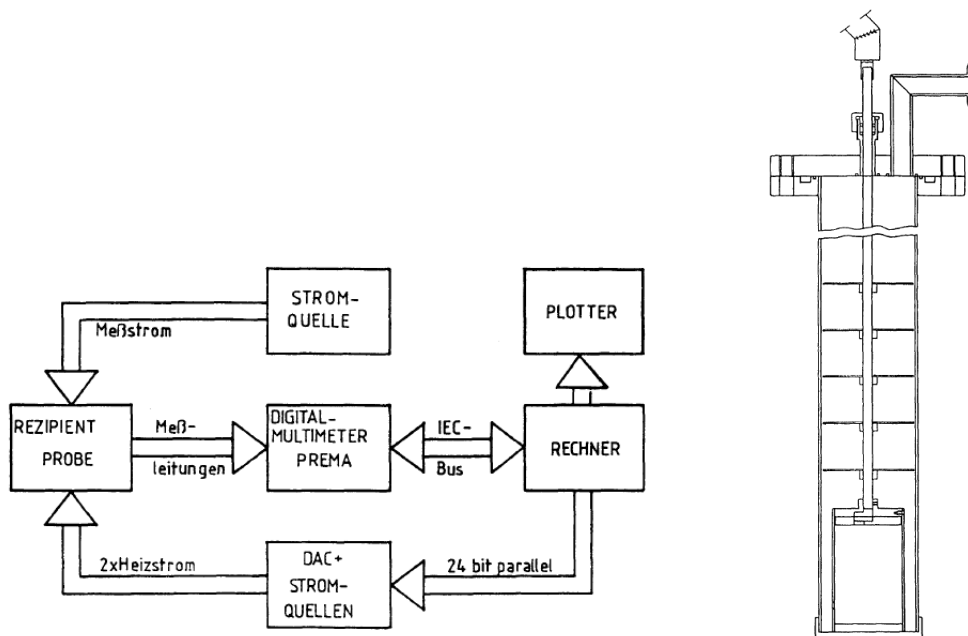 STROM-
QUELLE
PLOTTER
Meßstrom
REZIPIENT
PROBE
Meß-
leitungen
DIGITAL-
MULTIMETER
PREMA
IEC-
Bus
RECHNER
2xHeizstrom
DAC+
STROM-
QUELLEN
24 bit parallel